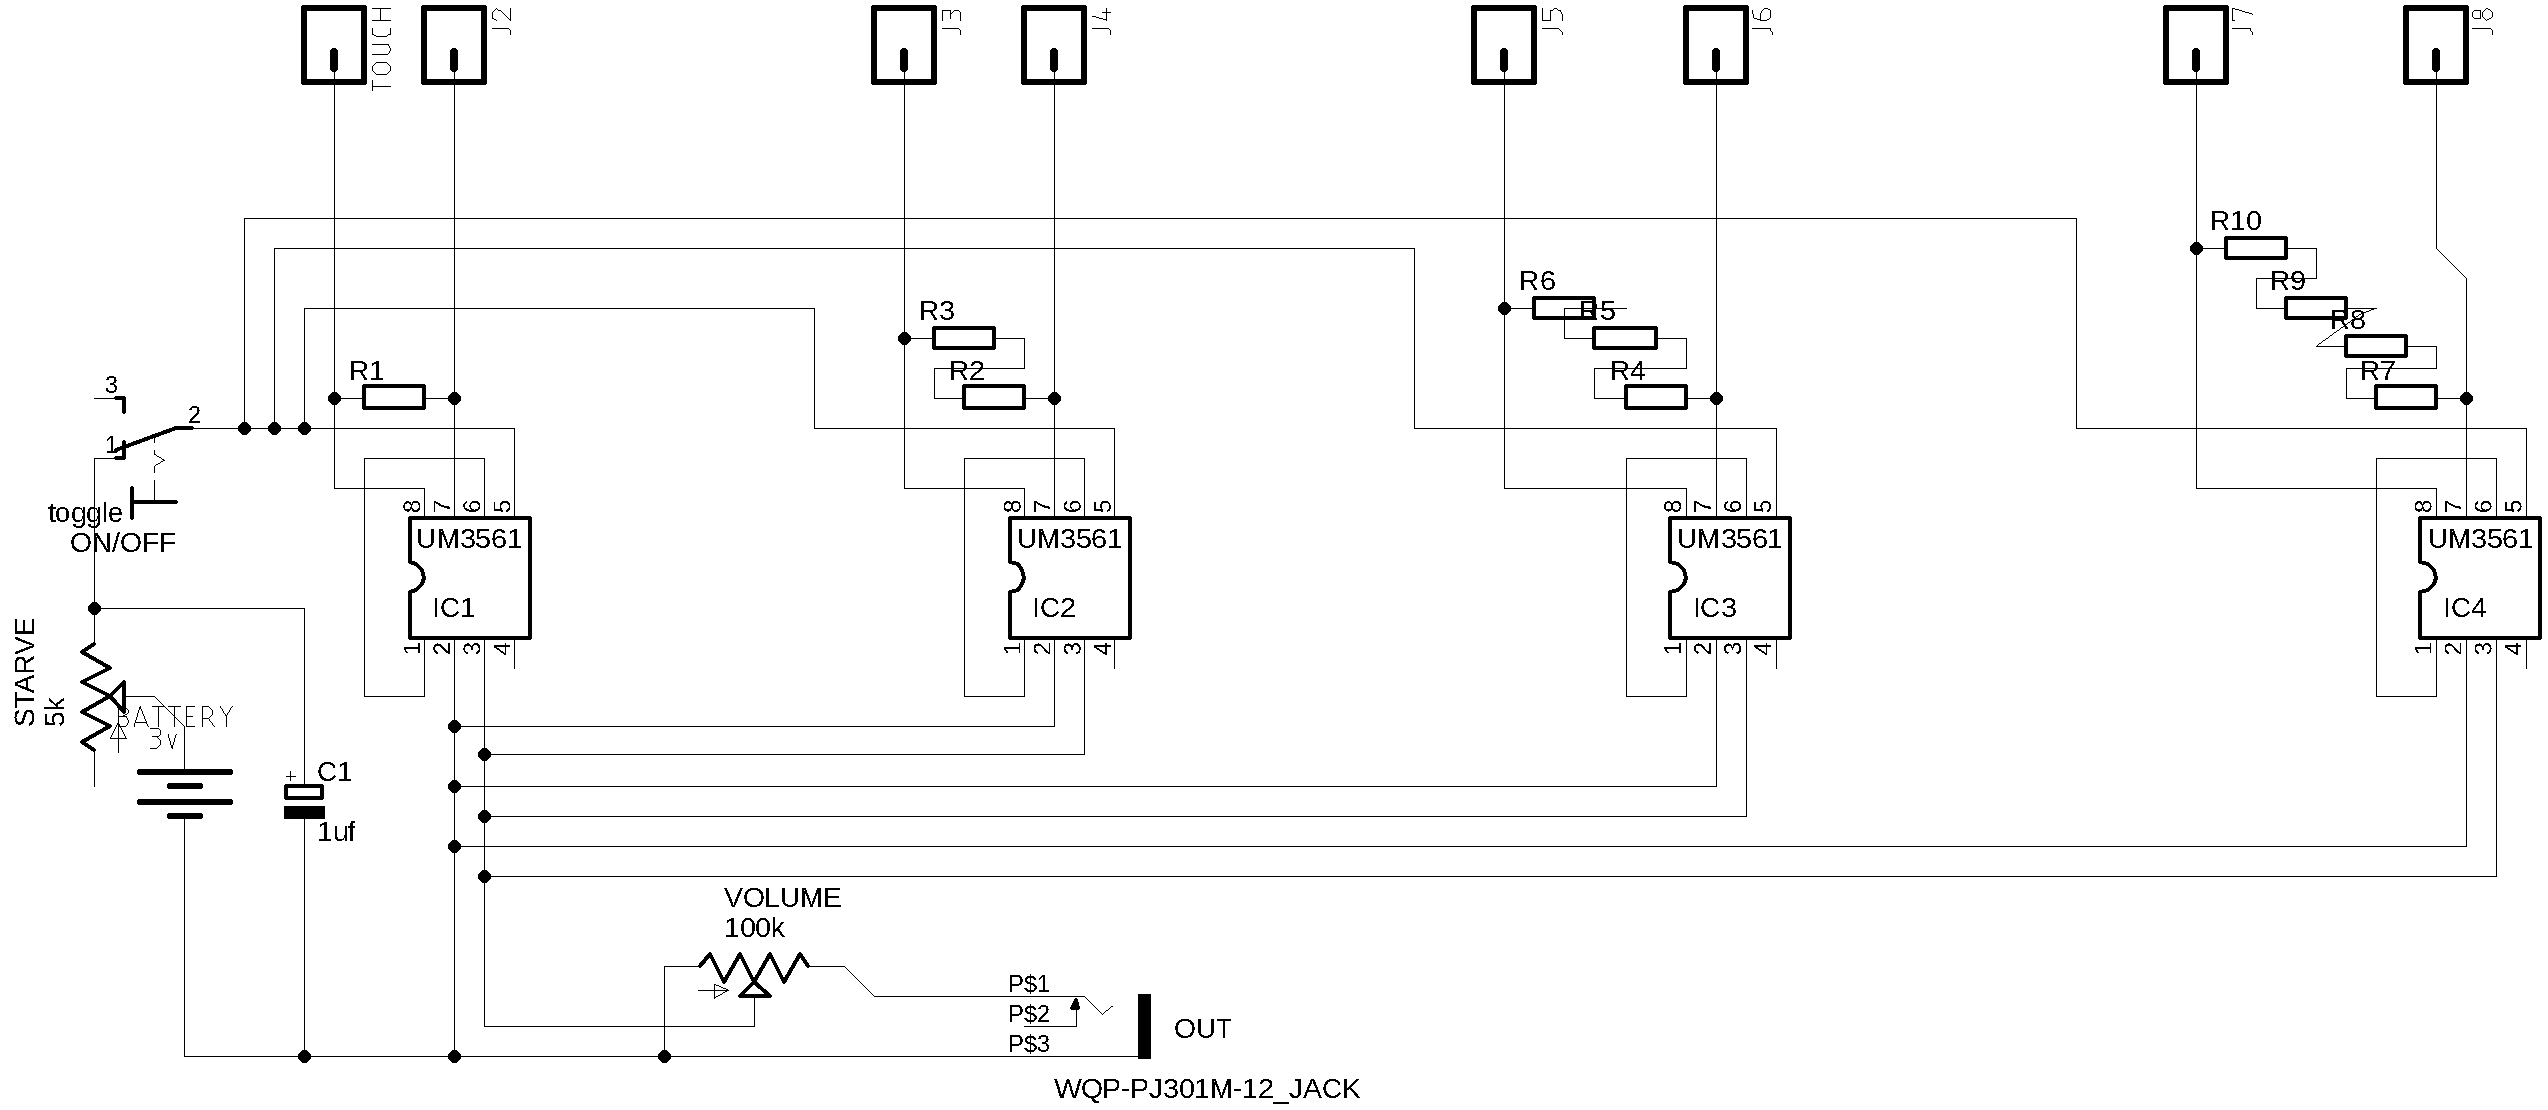 TOUCH
J2
J3
J4
J5
J6
J7
J8
R10
R9
R8
R7
R6
R5
R4
R3
R2
R1
3
2
1
toggle
ON/OFF
8 7 6 5
UM3561
IC1
1 2 3 4
8 7 6 5
UM3561
IC2
1 2 3 4
8 7 6 5
UM3561
IC3
1 2 3 4
8 7 6 5
UM3561
IC4
1 2 3 4
STARVE
5k
BATTERY
3v
+
C1
1uf
VOLUME
100k
P$1
P$2
P$3
OUT
WQP-PJ301M-12_JACK